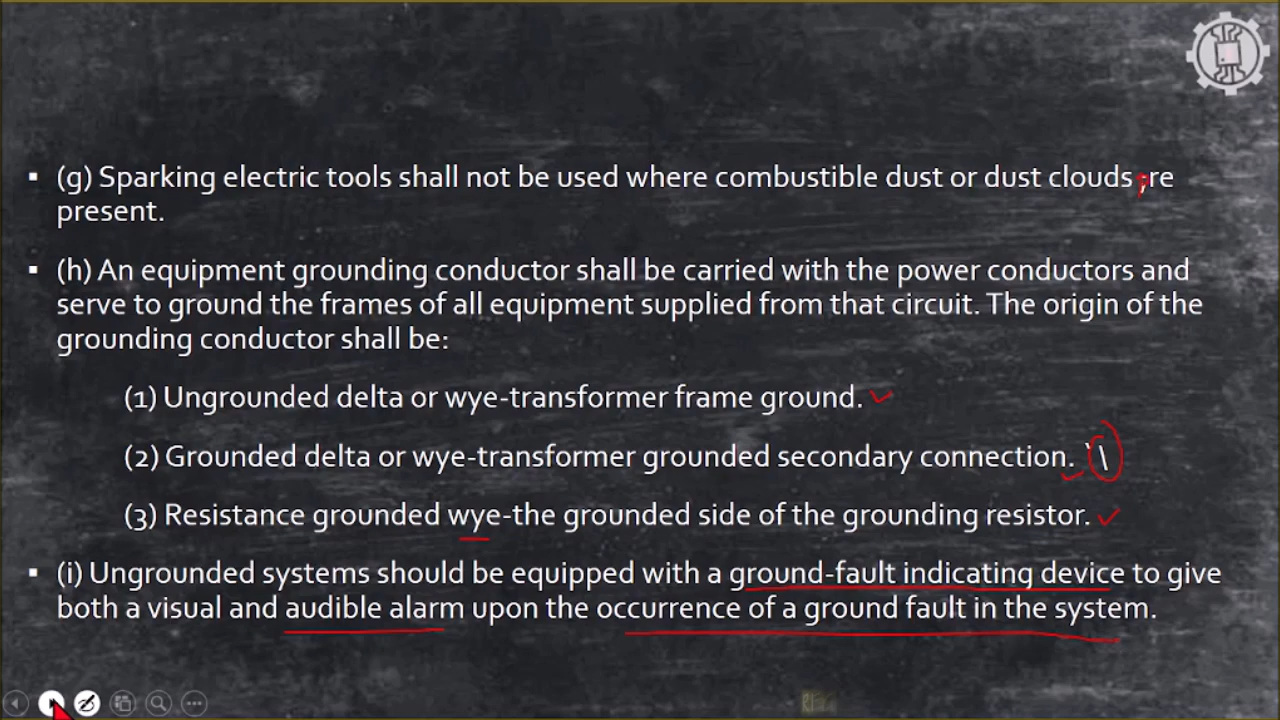 ▪ (g) Sparking electric tools shall not be used where combustible dust or dust clouds ,re
present.
▪ (h) An equipment grounding conductor shall be carried with the power conductors and
serve to ground the frames of all equipment supplied from that circuit. The origin of the
grounding conductor shall be:
(1) Ungrounded delta or wye-transformer frame ground.
(2) Grounded delta or wye-transformer grounded secondary connection. `\
(3) Resistance grounded wye-the grounded side of the grounding resistor.
▪ (i) Ungrounded systems should be equipped with a ground-fault indicating device to give
both a visual and audible alarm upon the occurrence of a ground fault in the system.